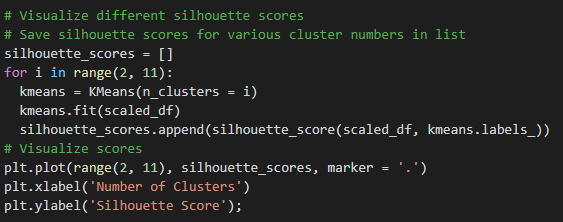 # Visualize different silhouette scores
# Save silhouette scores for various cluster numbers in list
silhouette_scores = []
for i in range(2, 11):
  kmeans = KMeans(n_clusters = i)
  kmeans.fit(scaled_df)
  silhouette_scores.append(silhouette_score(scaled_df, kmeans.labels_))
# Visualize scores
plt.plot(range(2, 11), silhouette_scores, marker = '.')
plt.xlabel('Number of Clusters')
plt.ylabel('Silhouette Score');